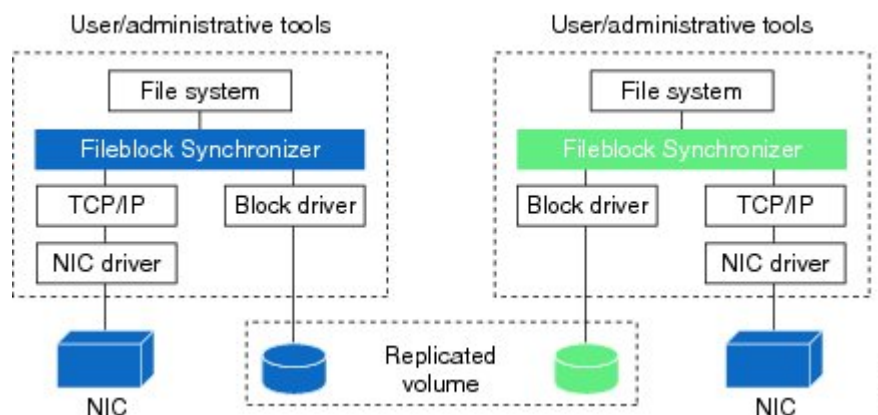 User/administrative tools
File system
Fileblock Synchronizer
TCP/IP
Block driver
NIC driver
NIC
User/administrative tools
File system
Fileblock Synchronizer
Block driver
TCP/IP
NIC driver
NIC
Replicated
volume